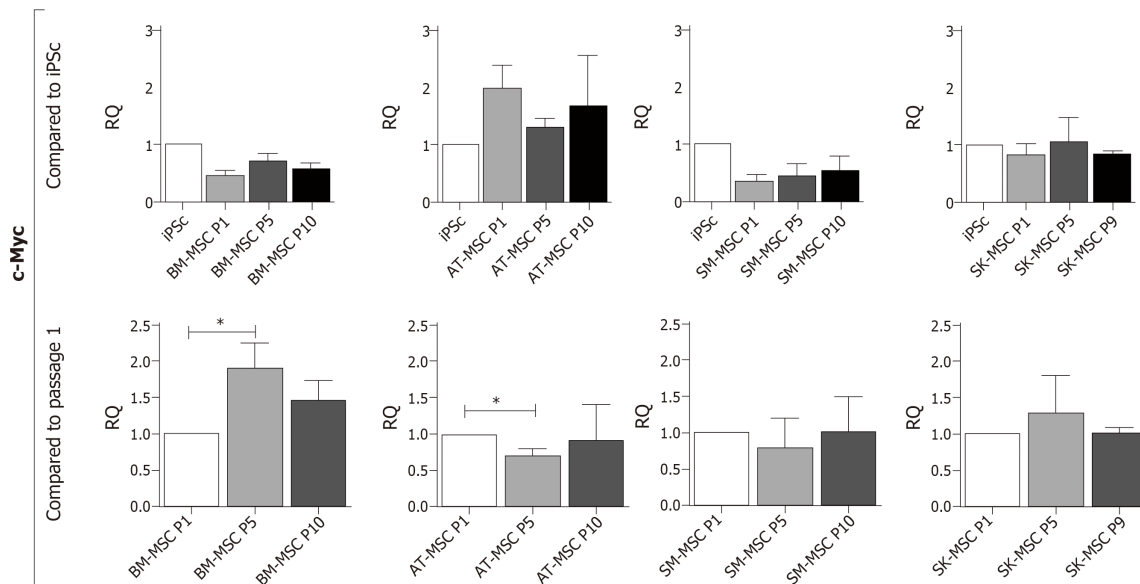 c-Myc
Compared to iPSc
RQ
3
2
1
0
iPSc
BM-MSC P1
BM-MSC P5
BM-MSC P10
RQ
3
2
1
0
iPSc
AT-MSC P1
AT-MSC P5
AT-MSC P10
RQ
3
2
1
0
iPSc
SM-MSC P1
SM-MSC P5
SM-MSC P10
RQ
3
2
1
0
iPSc
SK-MSC P1
SK-MSC P5
SK-MSC P9
Compared to passage 1
RQ
2.5
2.0
1.5
1.0
0.5
0.0
*
BM-MSC P1
BM-MSC P5
BM-MSC P10
RQ
2.5
2.0
1.5
1.0
0.5
0.0
*
AT-MSC P1
AT-MSC P5
AT-MSC P10
RQ
2.5
2.0
1.5
1.0
0.5
0.0
SM-MSC P1
SM-MSC P5
SM-MSC P10
RQ
2.5
2.0
1.5
1.0
0.5
0.0
SK-MSC P1
SK-MSC P5
SK-MSC P9